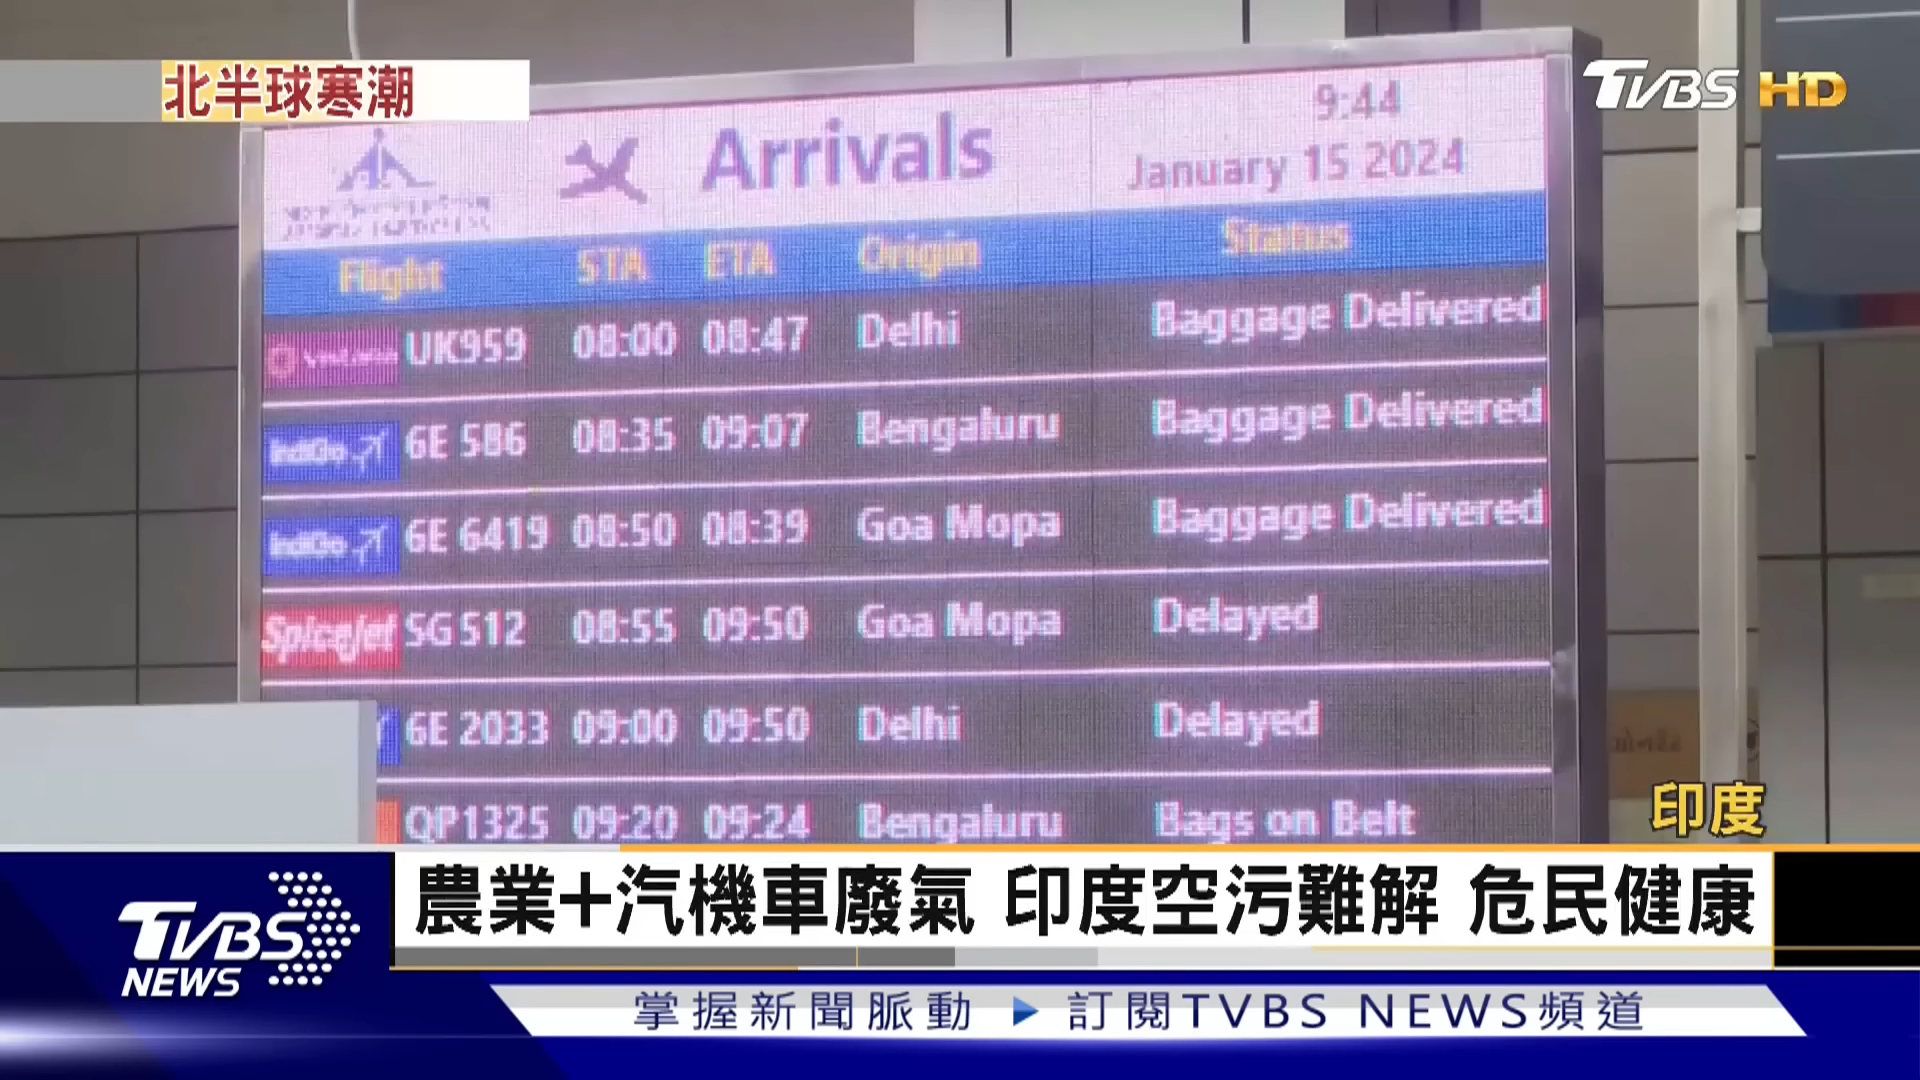 北半球寒潮
TVBS HD
9:44
Arrivals
January 15 2024
Flight STA ETA Origin Status
UK959 08:00 08:47 Delhi Baggage Delivered
IndiGo 6E 586 08:35 09:07 Bengaluru Baggage Delivered
IndiGo 6E 6419 08:50 08:39 Goa Mopa Baggage Delivered
SpiceJet SG 512 08:55 09:50 Goa Mopa Delayed
6E 2033 09:00 09:50 Delhi Delayed
QP1325 09:20 09:24 Bengaluru Bags on Belt
印度
農業+汽機車廢氣 印度空污難解 危民健康
TVBS
NEWS
掌握新聞脈動 ▶ 訂閱TVBS NEWS頻道